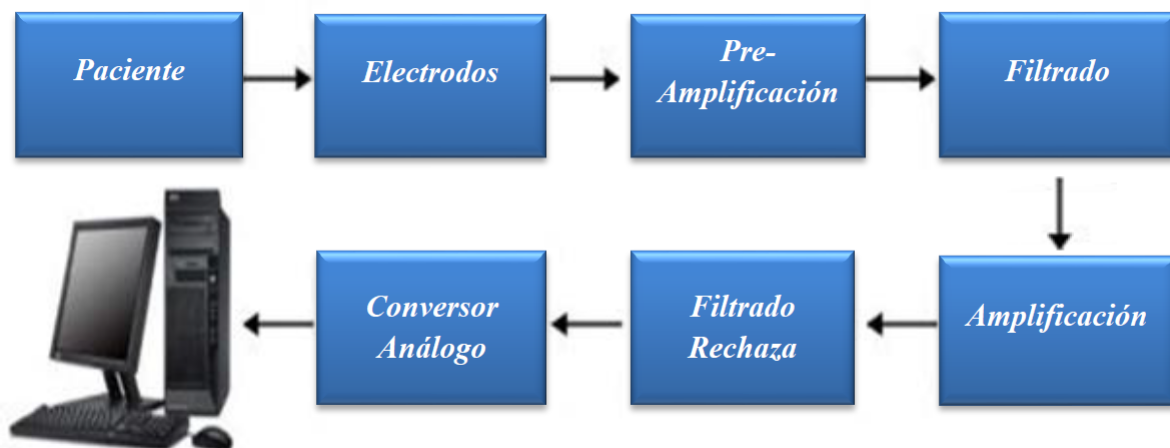 Paciente
Electrodos
Pre-
Amplificación
Filtrado
Amplificación
Filtrado
Rechaza
Conversor
Análogo